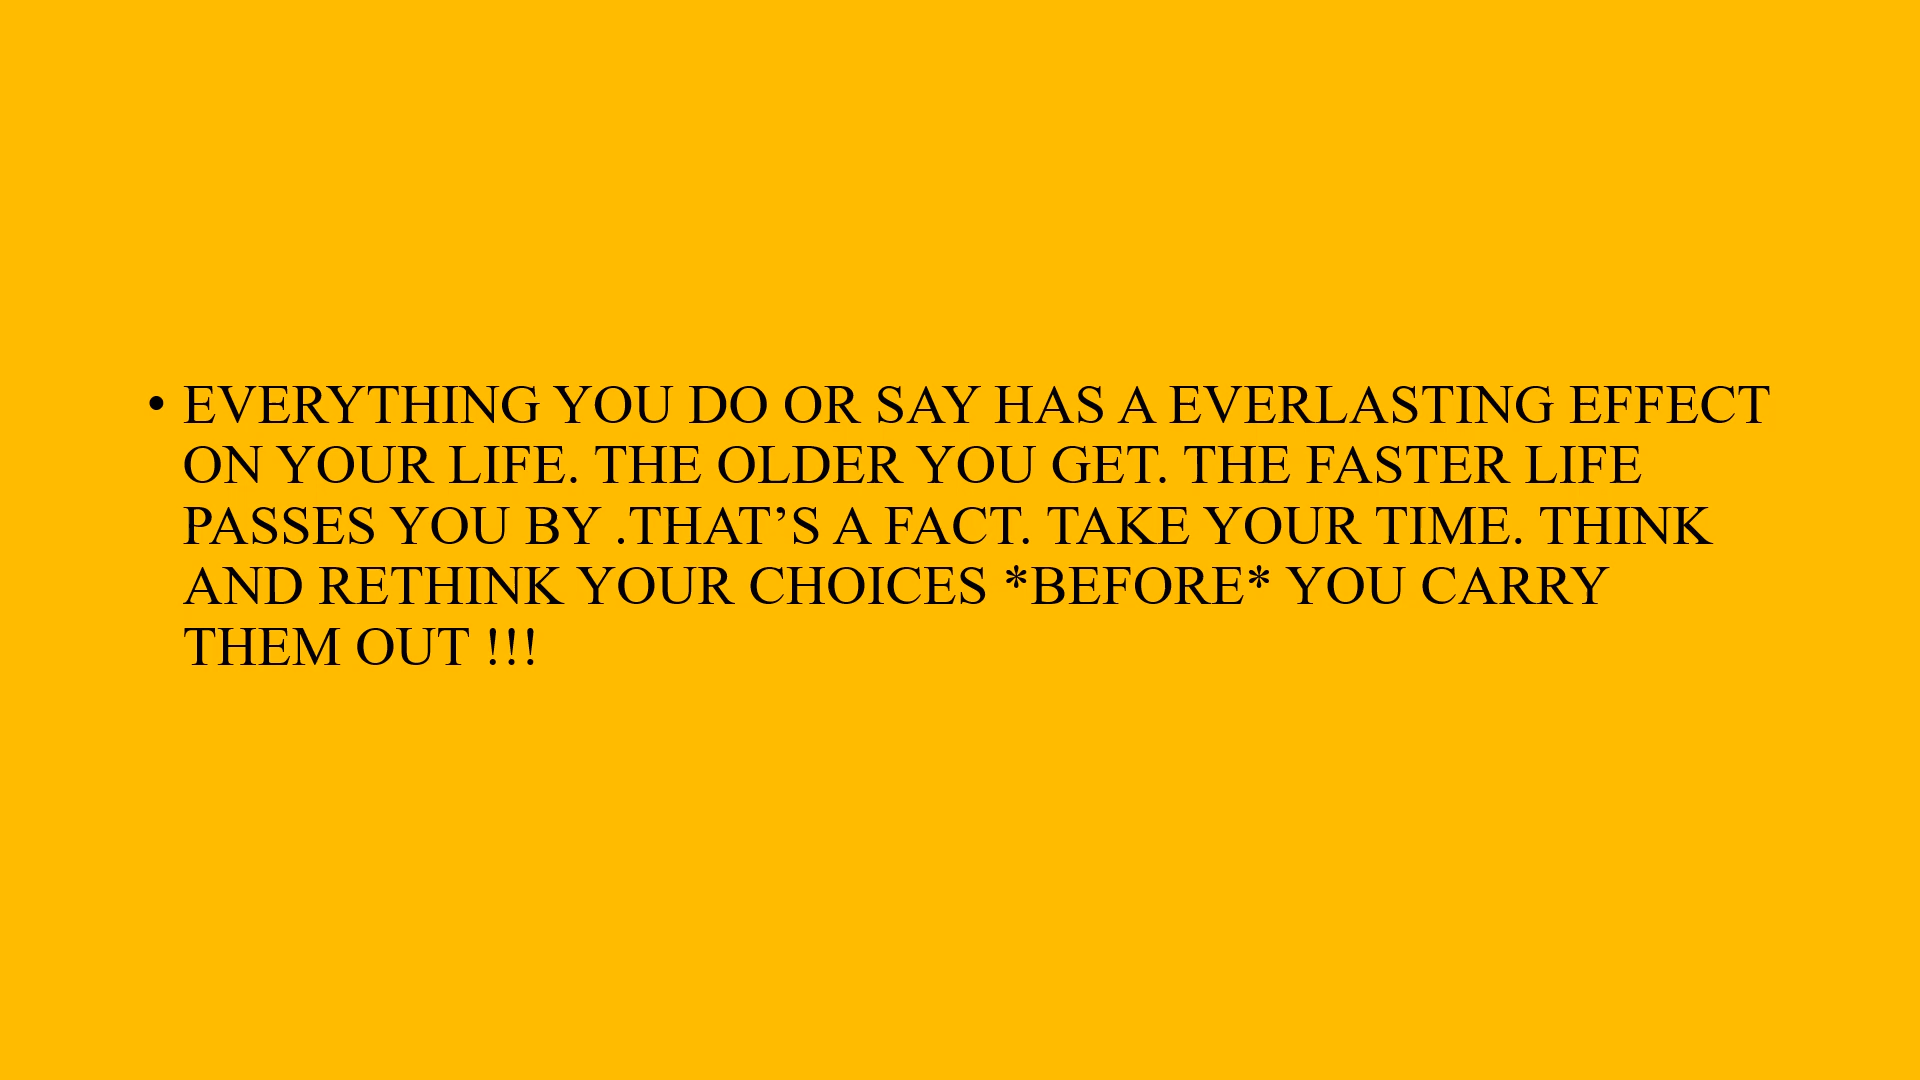 • EVERYTHING YOU DO OR SAY HAS A EVERLASTING EFFECT
ON YOUR LIFE. THE OLDER YOU GET. THE FASTER LIFE
PASSES YOU BY .THAT’S A FACT. TAKE YOUR TIME. THINK
AND RETHINK YOUR CHOICES *BEFORE* YOU CARRY
THEM OUT !!!